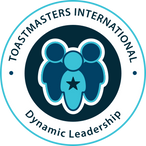 TOASTMASTERS INTERNATIONAL
Dynamic Leadership